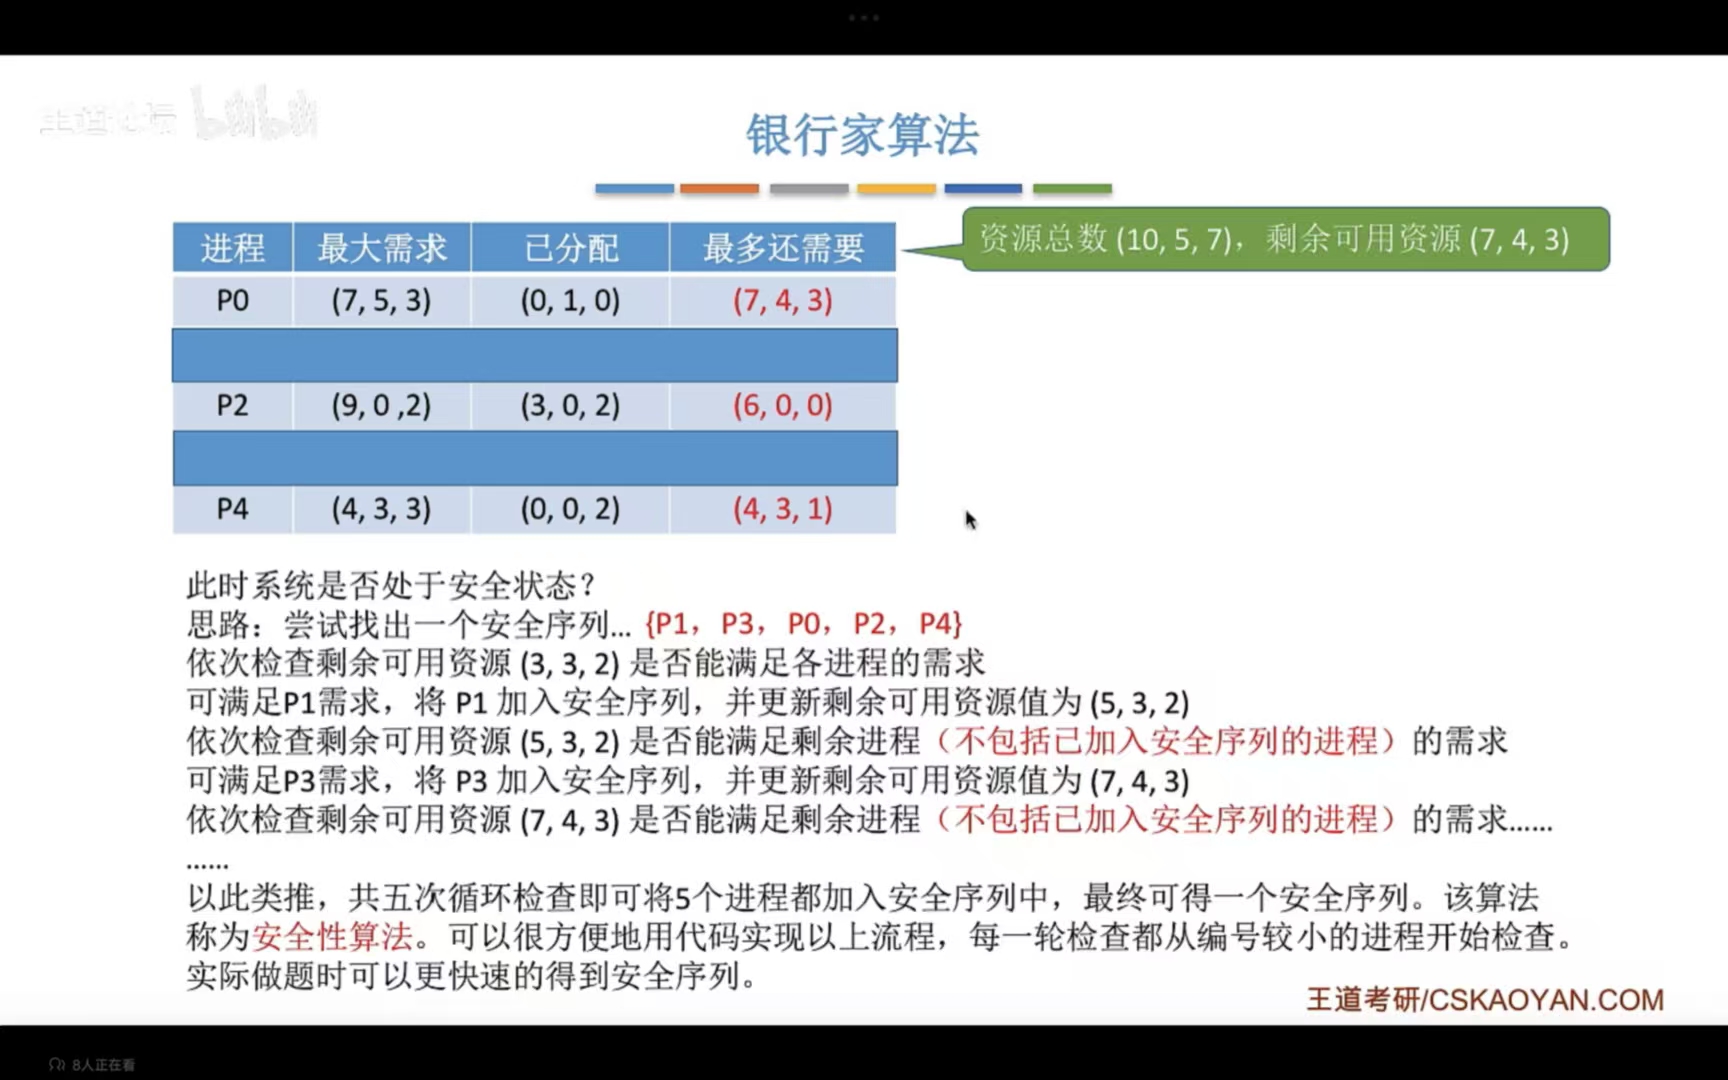 王道论坛 bilibili
银行家算法
进程 最大需求 已分配 最多还需要
资源总数 (10, 5, 7)，剩余可用资源 (7, 4, 3)
P0 (7, 5, 3) (0, 1, 0) (7, 4, 3)
P2 (9, 0 ,2) (3, 0, 2) (6, 0, 0)
P4 (4, 3, 3) (0, 0, 2) (4, 3, 1)
此时系统是否处于安全状态？
思路：尝试找出一个安全序列... {P1，P3，P0，P2，P4}
依次检查剩余可用资源 (3, 3, 2) 是否能满足各进程的需求
可满足P1需求，将 P1 加入安全序列，并更新剩余可用资源值为 (5, 3, 2)
依次检查剩余可用资源 (5, 3, 2) 是否能满足剩余进程（不包括已加入安全序列的进程）的需求
可满足P3需求，将 P3 加入安全序列，并更新剩余可用资源值为 (7, 4, 3)
依次检查剩余可用资源 (7, 4, 3) 是否能满足剩余进程（不包括已加入安全序列的进程）的需求......
......
以此类推，共五次循环检查即可将5个进程都加入安全序列中，最终可得一个安全序列。该算法
称为安全性算法。可以很方便地用代码实现以上流程，每一轮检查都从编号较小的进程开始检查。
实际做题时可以更快速的得到安全序列。
王道考研/CSKAOYAN.COM
8人正在看